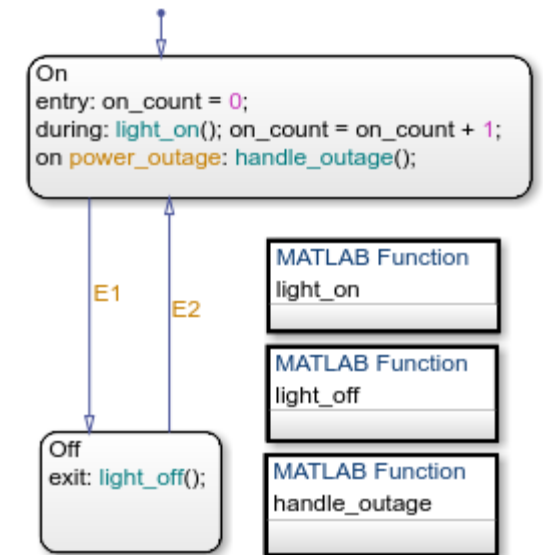 On
entry: on_count = 0;
during: light_on(); on_count = on_count + 1;
on power_outage: handle_outage();
E1
E2
MATLAB Function
light_on
MATLAB Function
light_off
Off
exit: light_off();
MATLAB Function
handle_outage